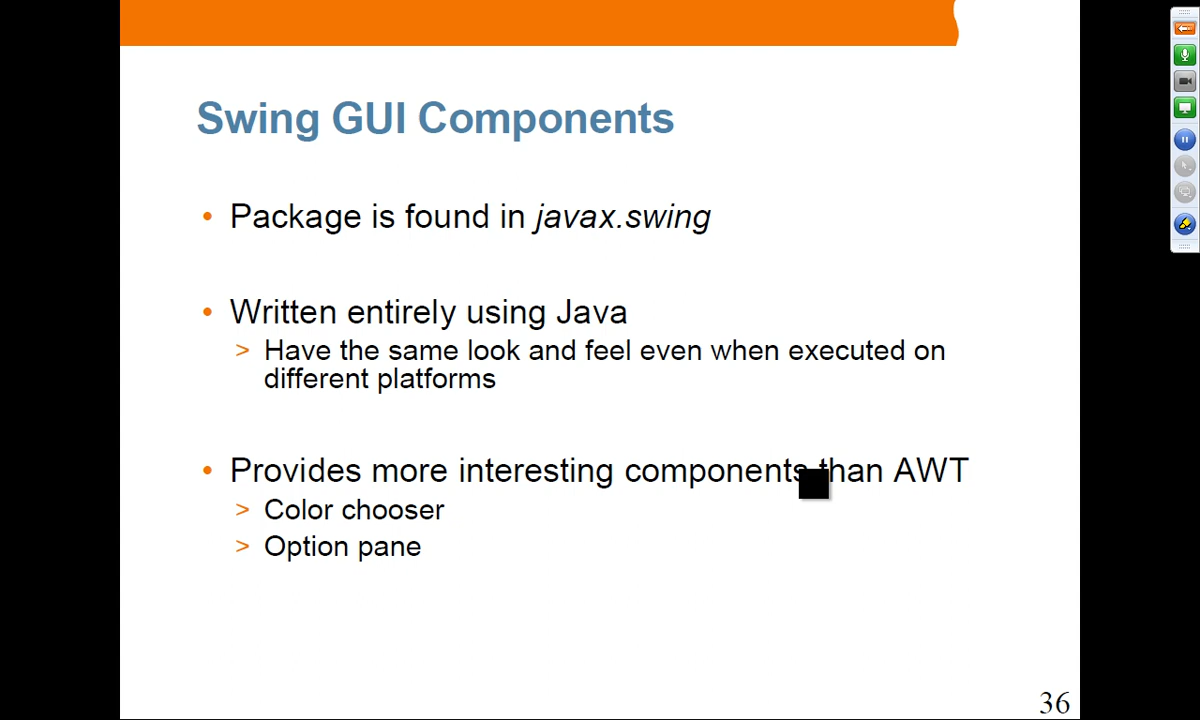 Swing GUI Components
• Package is found in javax.swing
• Written entirely using Java
> Have the same look and feel even when executed on
different platforms
• Provides more interesting components than AWT
> Color chooser
> Option pane
36